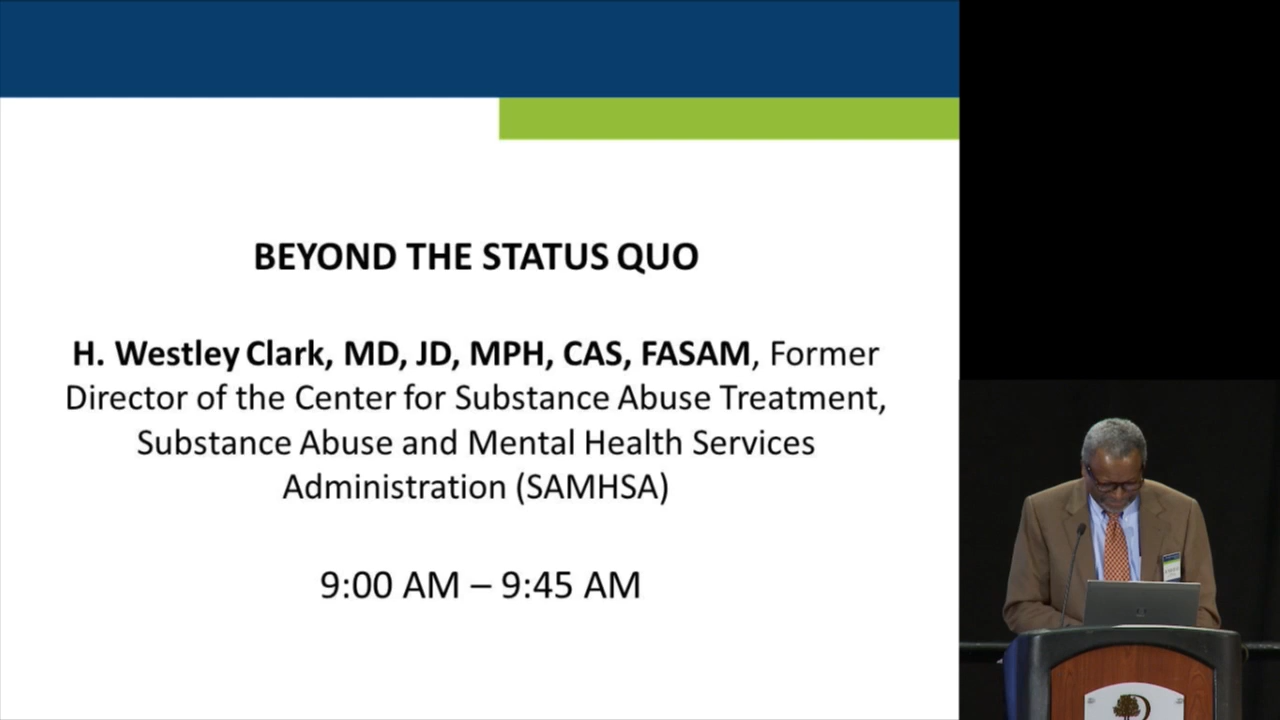 BEYOND THE STATUS QUO
H. Westley Clark, MD, JD, MPH, CAS, FASAM, Former
Director of the Center for Substance Abuse Treatment,
Substance Abuse and Mental Health Services
Administration (SAMHSA)
9:00 AM – 9:45 AM